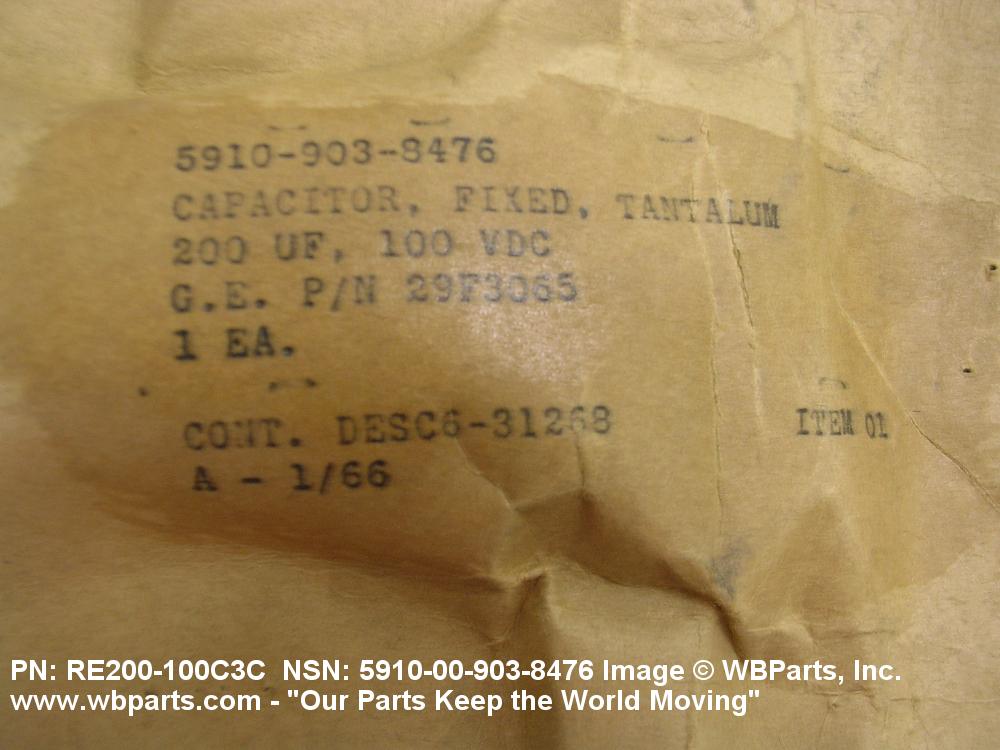 5910-903-8476
CAPACITOR, FIXED, TANTALUM
200 UF, 100 VDC
G.E. P/N 29F3065
1 EA.
CONT. DESC6-31268 ITEM 01
A - 1/66
PN: RE200-100C3C NSN: 5910-00-903-8476 Image © WBParts, Inc.
www.wbparts.com - "Our Parts Keep the World Moving"